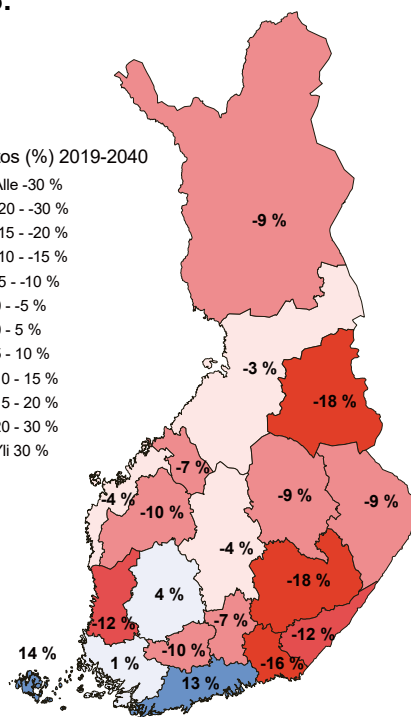 tos (%) 2019-2040
Alle -30 %
20 - -30 %
15 - -20 %
10 - -15 %
5 - -10 %
- -5 %
- 5 %
- 10 %
0 - 15 %
5 - 20 %
20 - 30 %
Yli 30 %
-9 %
-3 %
-18 %
-7 %
-4 %
-10 %
-9 %
-9 %
-4 %
4 %
-18 %
-12 %
-7 %
-12 %
14 %
1 %
-10 %
-16 %
13 %